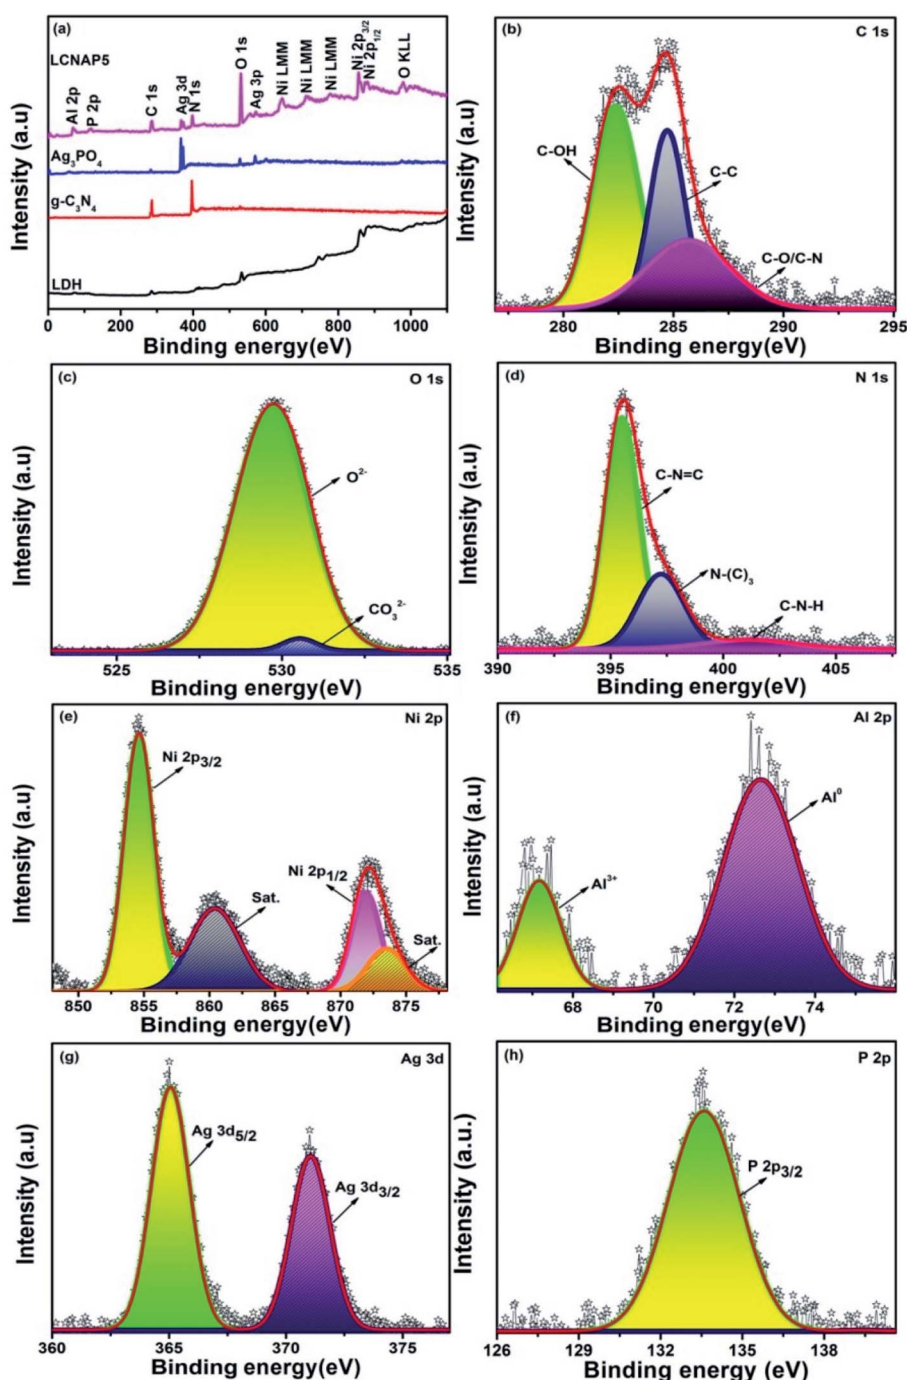 (a)
LCNAP5
Al 2p
P 2p
C 1s
Ag 3d
N 1s
O 1s
Ag 3p
Ni LMM
Ni LMM
Ni LMM
Ni 2p3/2
Ni 2p1/2
O KLL
Ag3PO4
g-C3N4
LDH
Intensity (a.u)
0 200 400 600 800 1000
Binding energy(eV)
(b)
C 1s
C-OH
C-C
C-O/C-N
Intensity (a.u)
280 285 290 295
Binding energy(eV)
(c)
O 1s
O2-
CO32-
Intensity (a.u)
525 530 535
Binding energy(eV)
(d)
N 1s
C-N=C
N-(C)3
C-N-H
Intensity (a.u)
390 395 400 405
Binding energy(eV)
(e)
Ni 2p
Ni 2p3/2
Sat.
Ni 2p1/2
Sat.
Intensity (a.u)
850 855 860 865 870 875
Binding energy(eV)
(f)
Al 2p
Al0
Al3+
Intensity (a.u)
68 70 72 74
Binding energy(eV)
(g)
Ag 3d
Ag 3d5/2
Ag 3d3/2
Intensity (a.u)
360 365 370 375
Binding energy(eV)
(h)
P 2p
P 2p3/2
Intensity (a.u.)
126 129 132 135 138
Binding energy (eV)